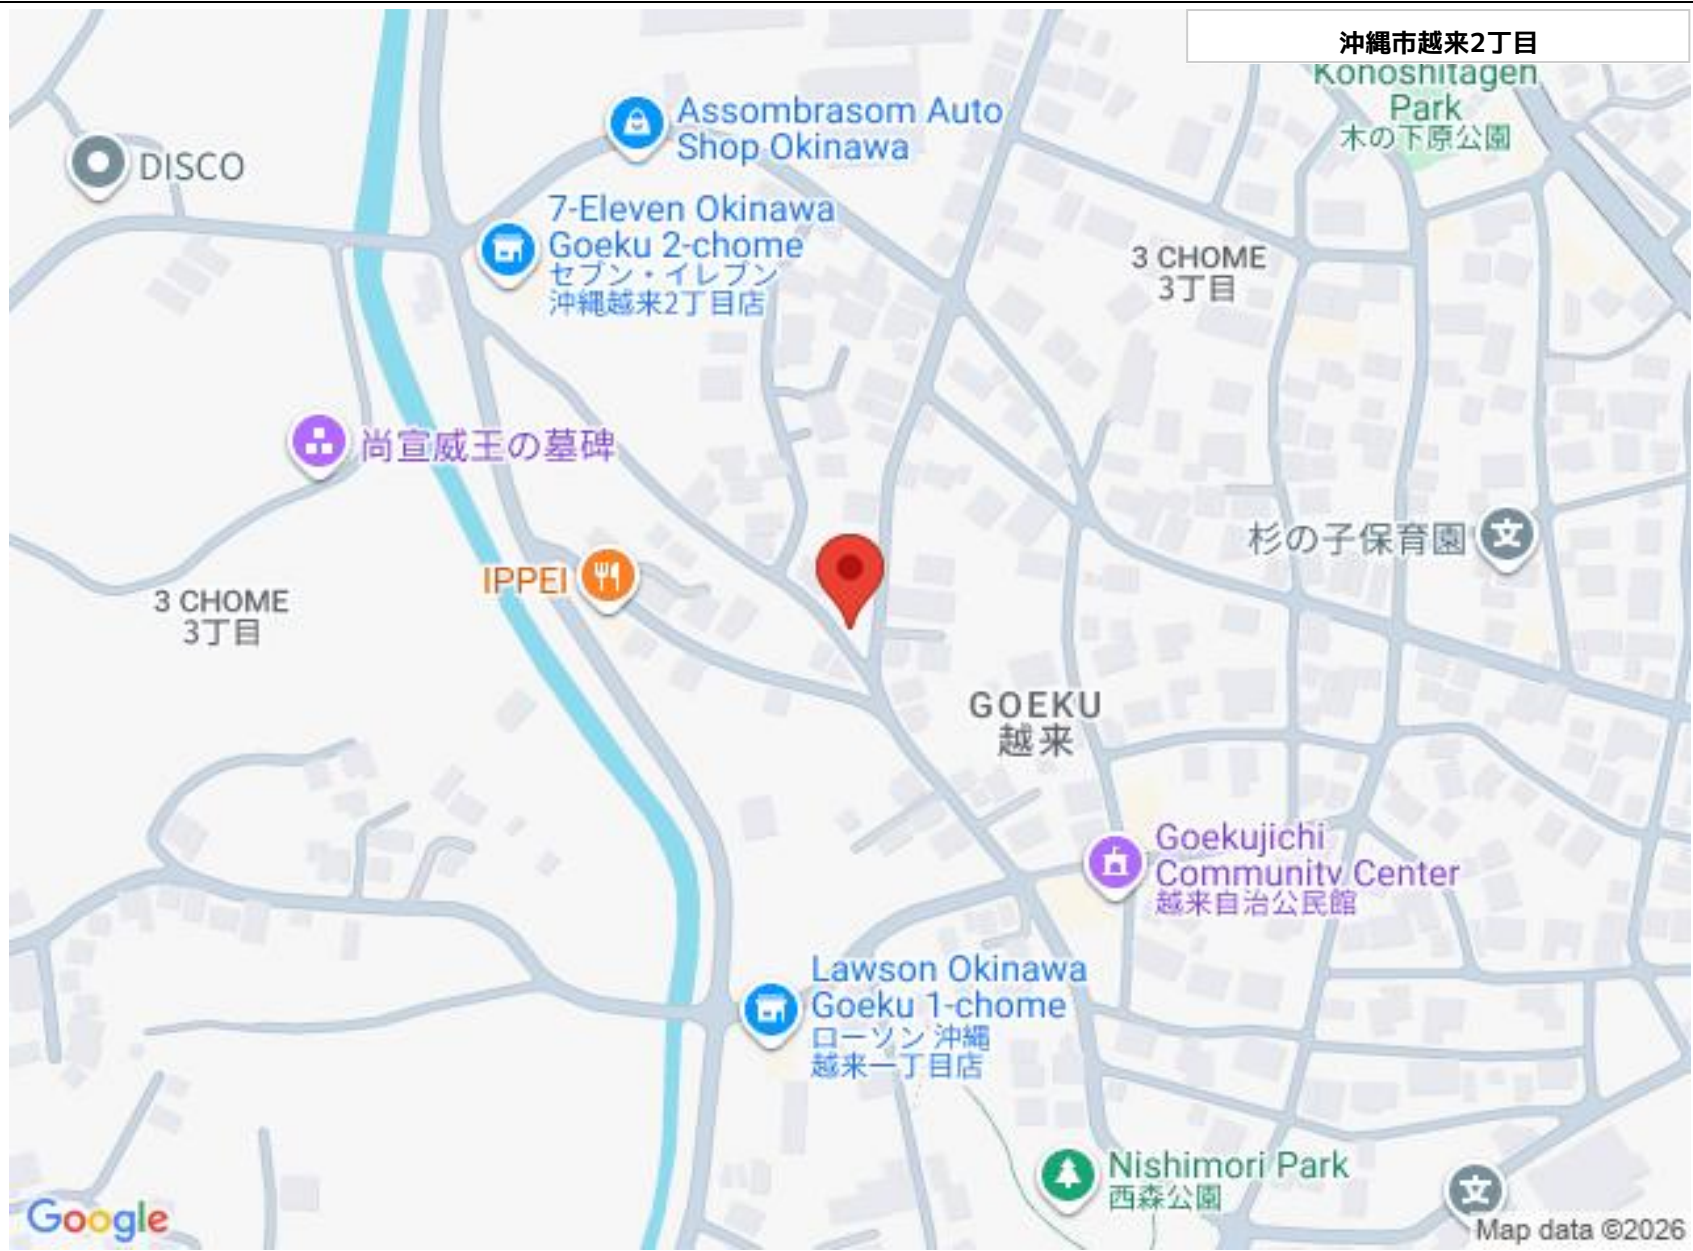 沖縄市越来2丁目
Konoshitagen
Park
木の下原公園
Assombrasom Auto
Shop Okinawa
DISCO
7-Eleven Okinawa
Goeku 2-chome
セブン・イレブン
沖縄越来2丁目店
3 CHOME
3丁目
尚宣威王の墓碑
杉の子保育園
文
IPPEI
3 CHOME
3丁目
GOEKU
越来
Goekujichi
Community Center
越来自治公民館
Lawson Okinawa
Goeku 1-chome
ローソン 沖縄
越来一丁目店
Nishimori Park
西森公園
文
Google
Map data ©2026